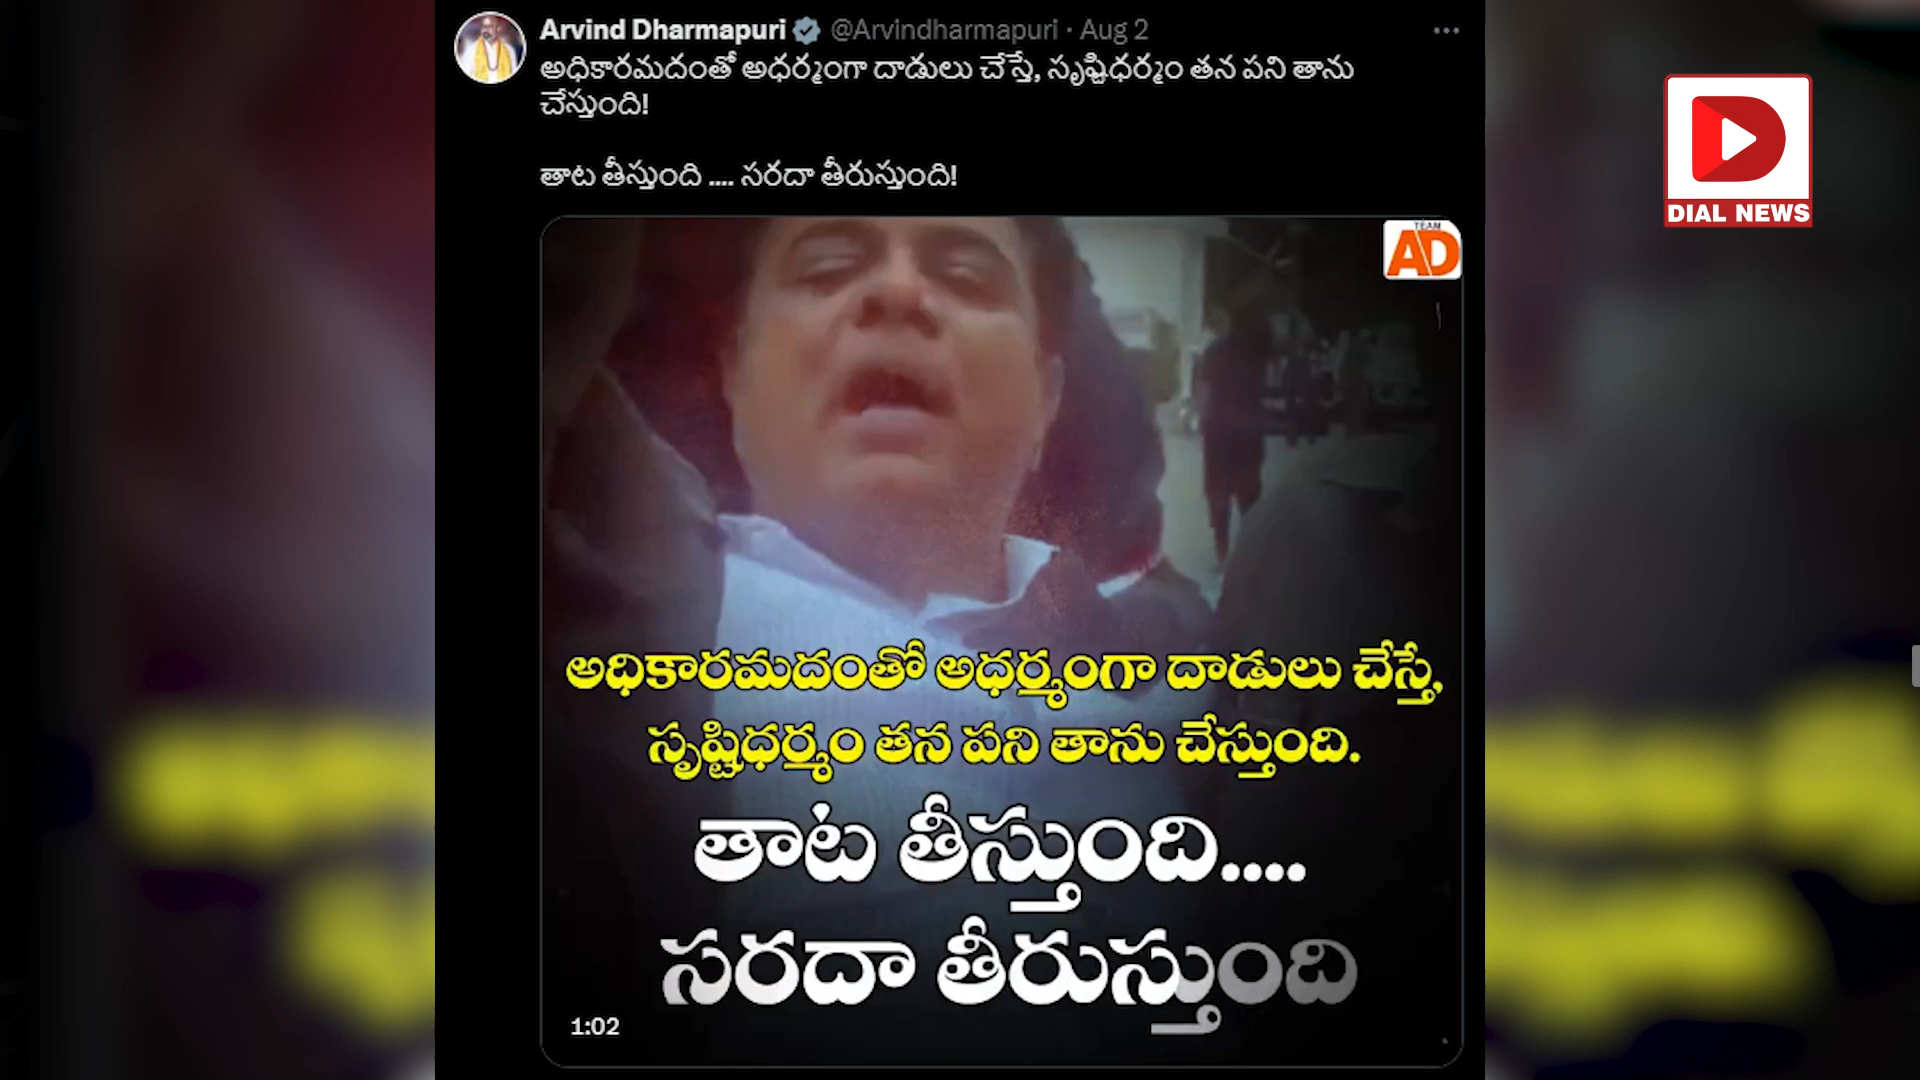 Arvind Dharmapuri @Arvindharmapuri · Aug 2
అధికారమదంతో అధర్మంగా దాడులు చేస్తే, సృష్టిధర్మం తన పని తాను
చేస్తుంది!
తాట తీస్తుంది .... సరదా తీరుస్తుంది!
DIAL NEWS
TEAM
AD
అధికారమదంతో అధర్మంగా దాడులు చేస్తే,
సృష్టిధర్మం తన పని తాను చేస్తుంది.
తాట తీస్తుంది....
సరదా తీరుస్తుంది
1:02